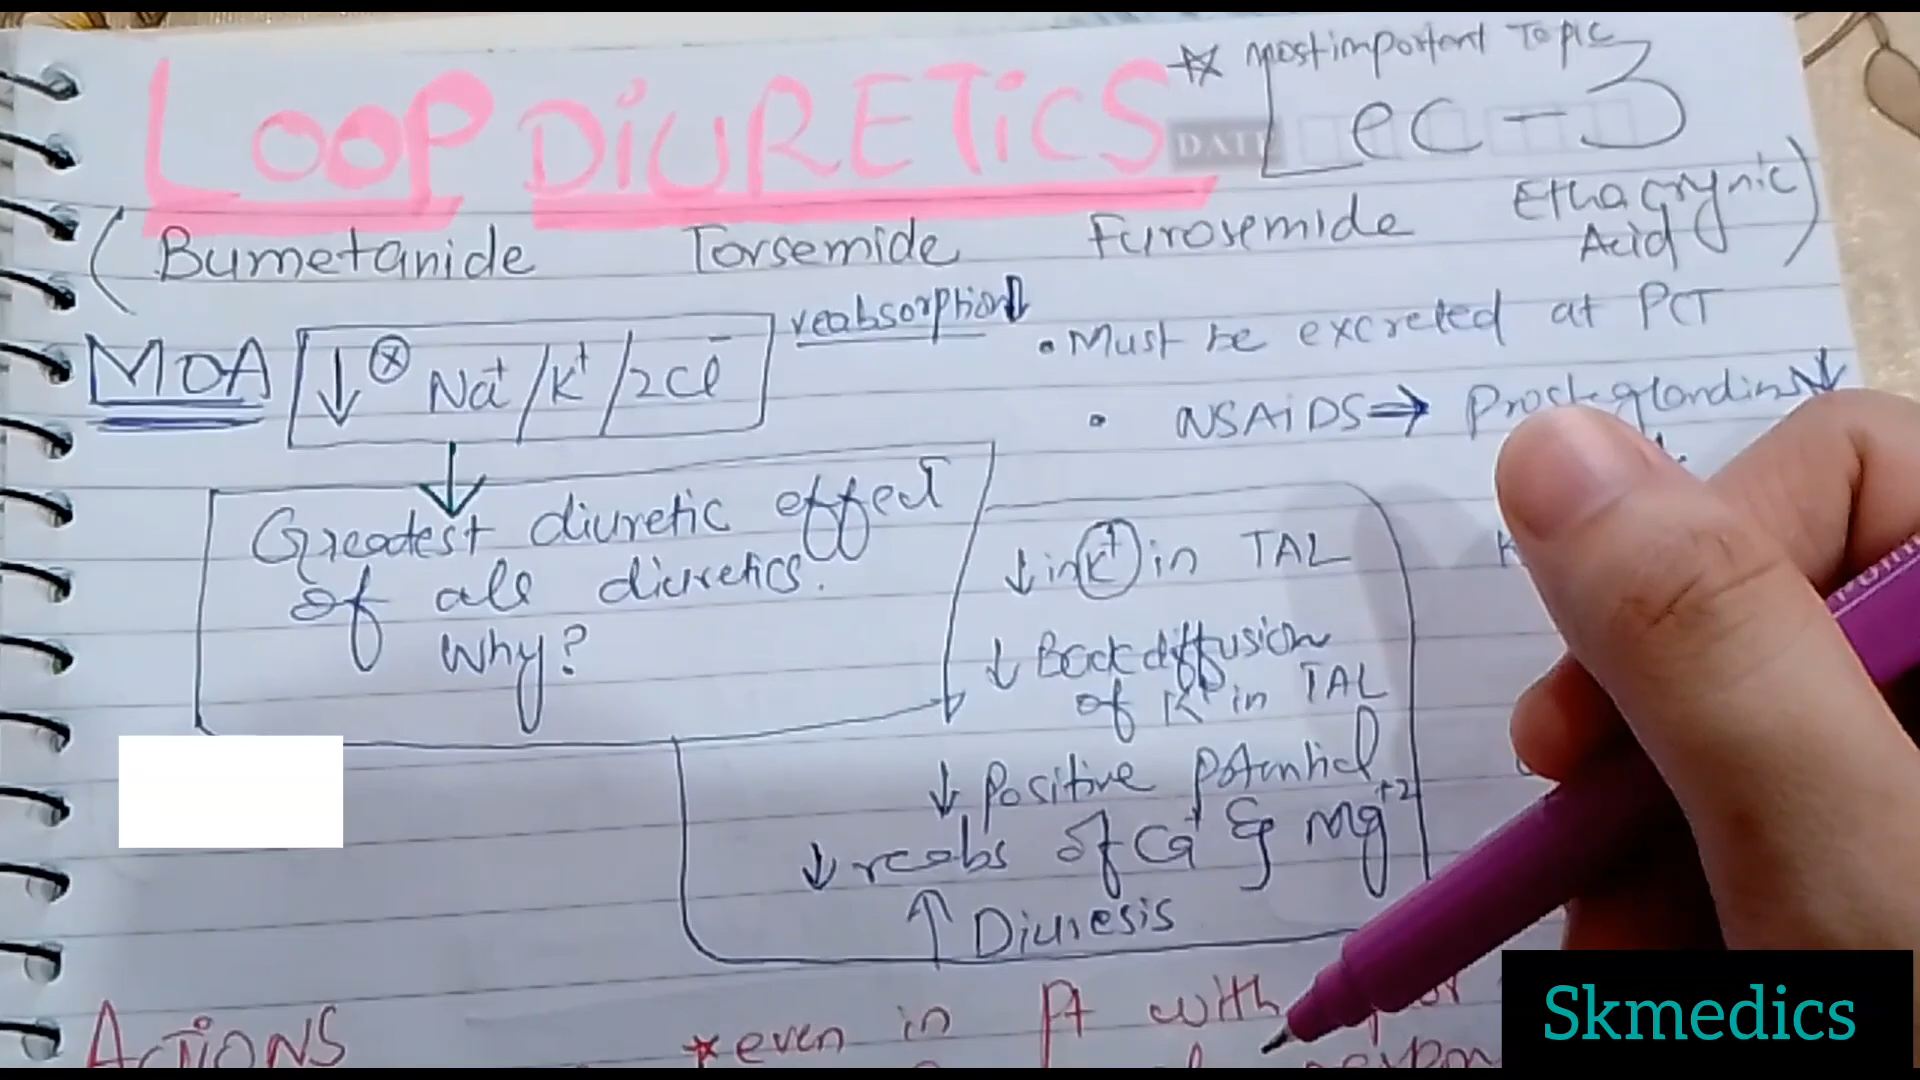 ☆ most important Topic
LOOP DIURETICS
DATE
Lec-3
(Bumetanide Torsemide Furosemide Ethacrynic Acid)
MOA ↓ⓧ Na⁺/K⁺/2Cl⁻ reabsorption↓
• Must be excreted at PCT
• NSAiDS → Prostaglandins↓
Greatest diuretic effect
of all diuretics.
Why?
↓ in K⁺ in TAL
↓ Backdiffusion
of K⁺ in TAL
↓ positive potential
↓ reabs of Ca⁺ & Mg⁺²
↑ Diuresis
ACTIONS
*even in Pt with
Skmedics